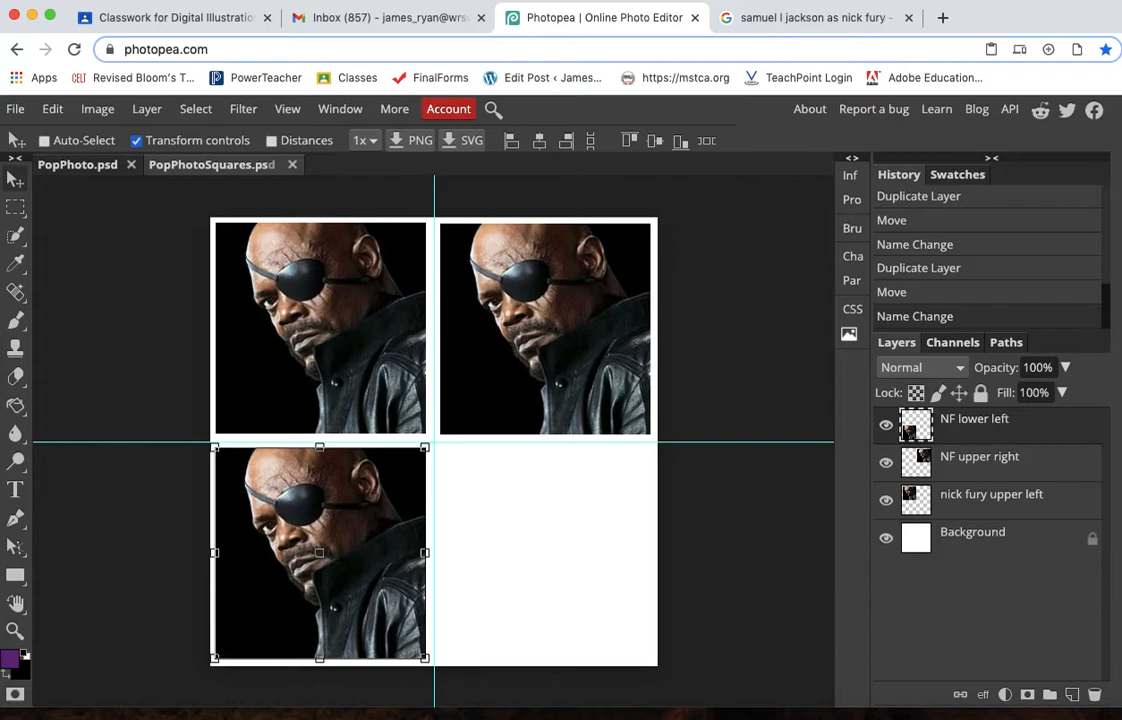 Classwork for Digital Illustratio
Inbox (857) - james_ryan@wrs
Photopea | Online Photo Editor
samuel l jackson as nick fury -
photopea.com
Apps
Revised Bloom's T...
PowerTeacher
Classes
FinalForms
Edit Post ‹ James...
https://mstca.org
TeachPoint Login
Adobe Education...
File Edit Image Layer Select Filter View Window More Account
About Report a bug Learn Blog API
Auto-Select Transform controls Distances 1x PNG SVG
PopPhoto.psd PopPhotoSquares.psd
Inf
Pro
Bru
Cha
Par
CSS
History Swatches
Duplicate Layer
Move
Name Change
Duplicate Layer
Move
Name Change
Layers Channels Paths
Normal Opacity: 100%
Lock: Fill: 100%
NF lower left
NF upper right
nick fury upper left
Background
eff